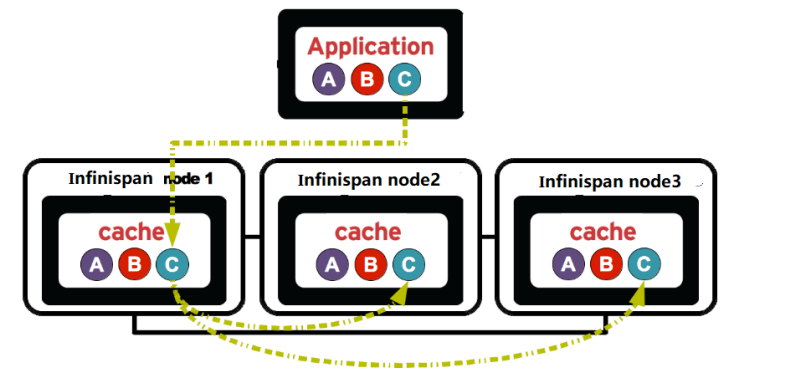 Application
A B C
Infinispan node 1
Infinispan node2
Infinispan node3
cache
A B C
cache
A B C
cache
A B C